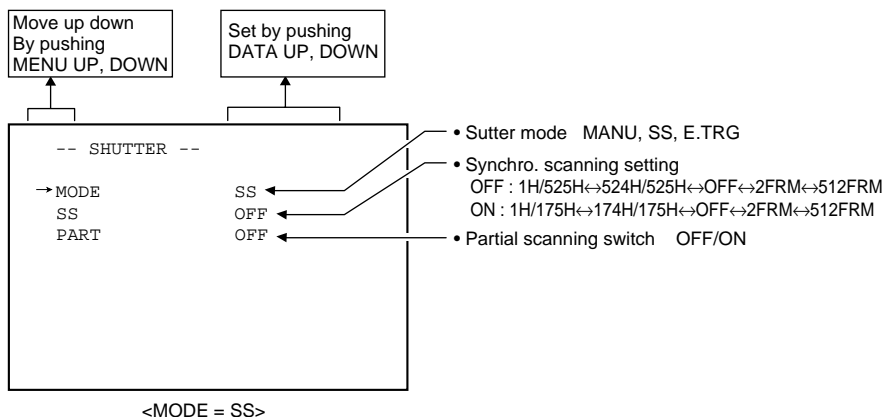 Move up down
By pushing
MENU UP, DOWN
Set by pushing
DATA UP, DOWN
-- SHUTTER --
→MODE SS
SS OFF
PART OFF
• Sutter mode MANU, SS, E.TRG
• Synchro. scanning setting
OFF : 1H/525H↔524H/525H↔OFF↔2FRM↔512FRM
ON : 1H/175H↔174H/175H↔OFF↔2FRM↔512FRM
• Partial scanning switch OFF/ON
<MODE = SS>